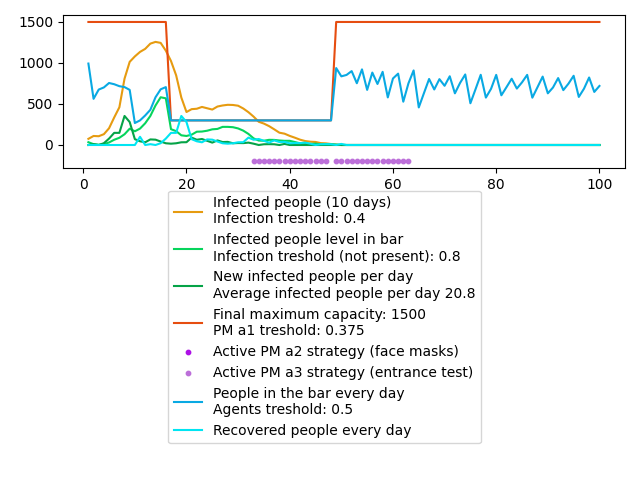 1500
1000
500
0
0 20 40 60 80 100
Infected people (10 days)
Infection treshold: 0.4
Infected people level in bar
Infection treshold (not present): 0.8
New infected people per day
Average infected people per day 20.8
Final maximum capacity: 1500
PM a1 treshold: 0.375
Active PM a2 strategy (face masks)
Active PM a3 strategy (entrance test)
People in the bar every day
Agents treshold: 0.5
Recovered people every day